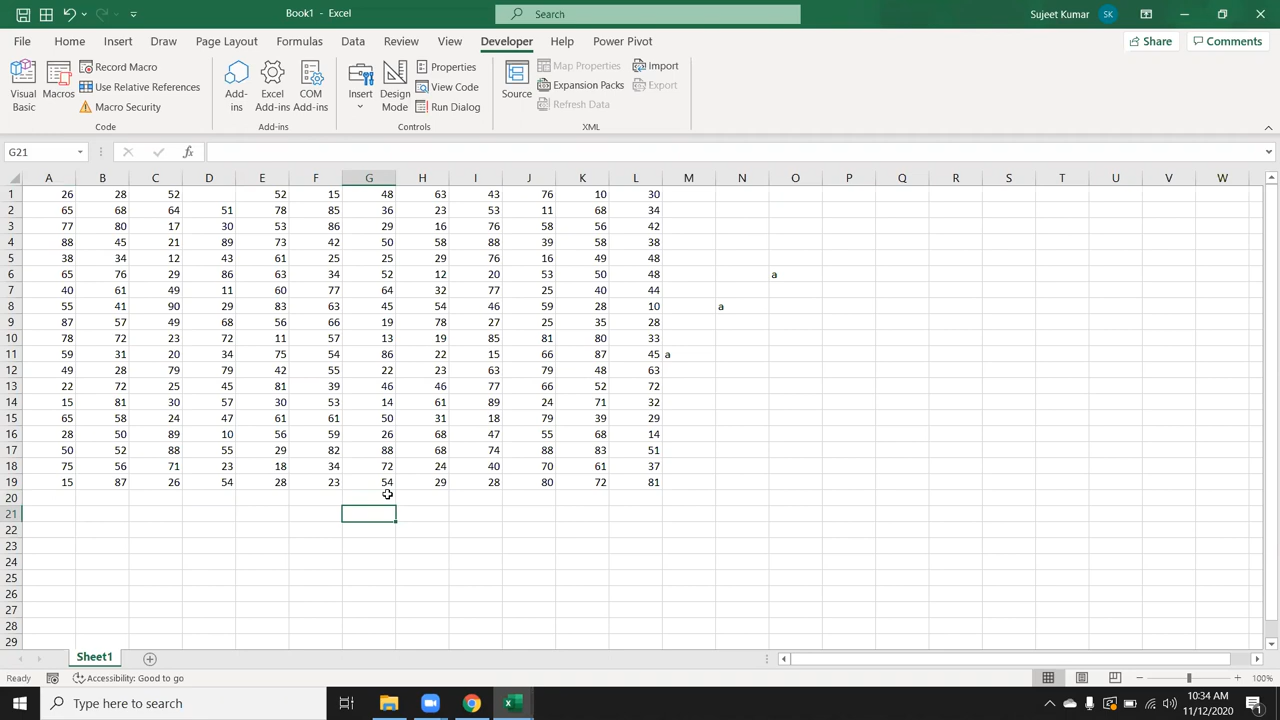 Book1 - Excel
Search
Sujeet Kumar SK
File Home Insert Draw Page Layout Formulas Data Review View Developer Help Power Pivot Share Comments
Visual Basic
Macros
Record Macro
Use Relative References
Macro Security
Code
Add-ins
Excel Add-ins
COM Add-ins
Add-ins
Insert
Design Mode
Properties
View Code
Run Dialog
Controls
Source
Map Properties
Expansion Packs
Refresh Data
Import
Export
XML
G21
fx
A B C D E F G H I J K L M N O P Q R S T U V W
1 26 28 52 52 15 48 63 43 76 10 30
2 65 68 64 51 78 85 36 23 53 11 68 34
3 77 80 17 30 53 86 29 16 76 58 56 42
4 88 45 21 89 73 42 50 58 88 39 58 38
5 38 34 12 43 61 25 25 29 76 16 49 48
6 65 76 29 86 63 34 52 12 20 53 50 48 a
7 40 61 49 11 60 77 64 32 77 25 40 44
8 55 41 90 29 83 63 45 54 46 59 28 10 a
9 87 57 49 68 56 66 19 78 27 25 35 28
10 78 72 23 72 11 57 13 19 85 81 80 33
11 59 31 20 34 75 54 86 22 15 66 87 45 a
12 49 28 79 79 42 55 22 23 63 79 48 63
13 22 72 25 45 81 39 46 46 77 66 52 72
14 15 81 30 57 30 53 14 61 89 24 71 32
15 65 58 24 47 61 61 50 31 18 79 39 29
16 28 50 89 10 56 59 26 68 47 55 68 14
17 50 52 88 55 29 82 88 68 74 88 83 51
18 75 56 71 23 18 34 72 24 40 70 61 37
19 15 87 26 54 28 23 54 29 28 80 72 81
20
21
22
23
24
25
26
27
28
29
Sheet1
Ready Accessibility: Good to go 100%
Type here to search
10:34 AM
11/12/2020